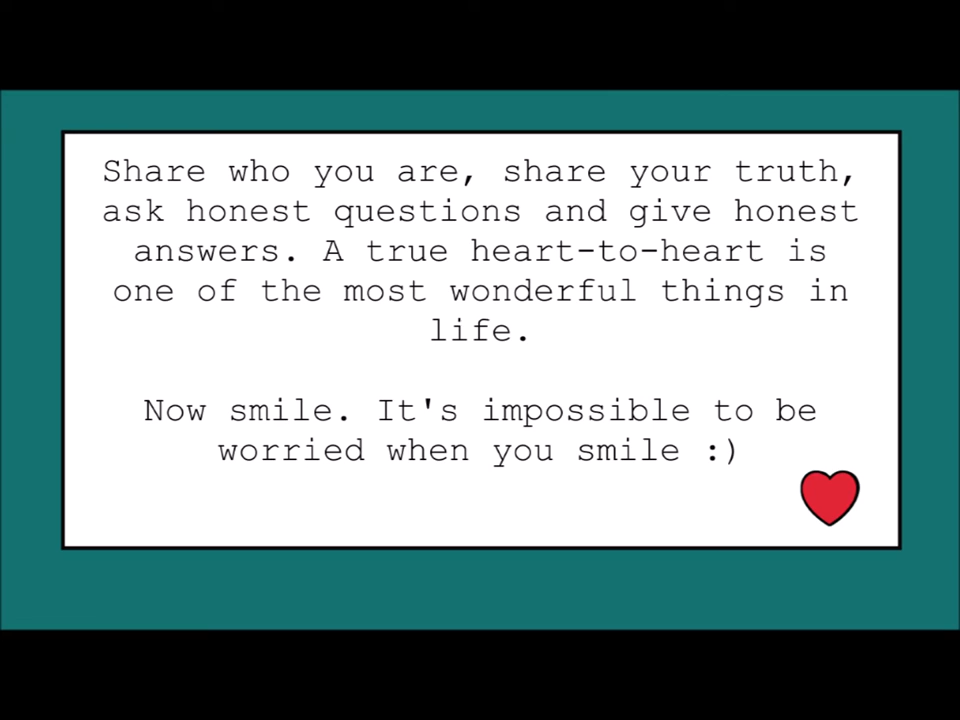 Share who you are, share your truth,
ask honest questions and give honest
answers. A true heart-to-heart is
one of the most wonderful things in
life.
Now smile. It's impossible to be
worried when you smile :)